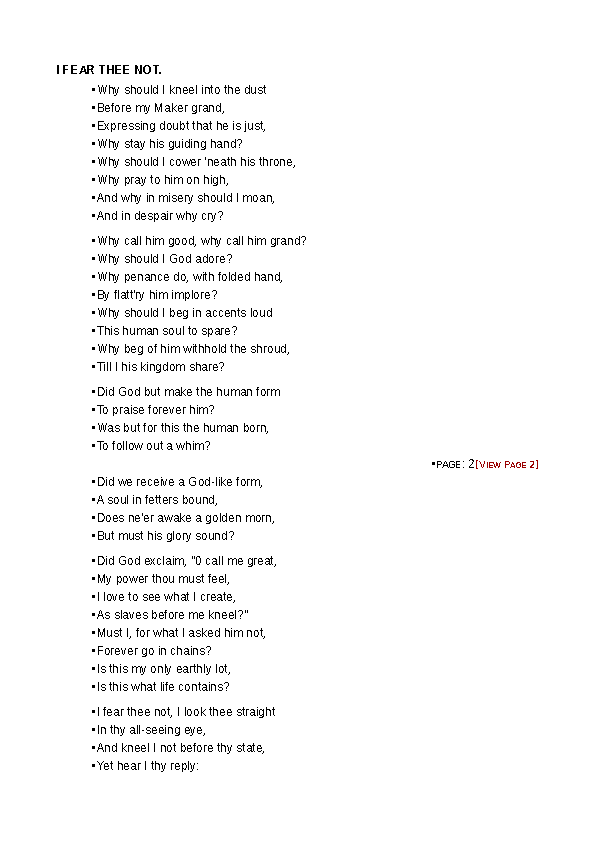 I FEAR THEE NOT.
•Why should I kneel into the dust
•Before my Maker grand,
•Expressing doubt that he is just,
•Why stay his guiding hand?
•Why should I cower 'neath his throne,
•Why pray to him on high,
•And why in misery should I moan,
•And in despair why cry?
•Why call him good, why call him grand?
•Why should I God adore?
•Why penance do, with folded hand,
•By flatt'ry him implore?
•Why should I beg in accents loud
•This human soul to spare?
•Why beg of him withhold the shroud,
•Till I his kingdom share?
•Did God but make the human form
•To praise forever him?
•Was but for this the human born,
•To follow out a whim?
•PAGE: 2[VIEW PAGE 2]
•Did we receive a God-like form,
•A soul in fetters bound,
•Does ne'er awake a golden morn,
•But must his glory sound?
•Did God exclaim, "0 call me great,
•My power thou must feel,
•I love to see what I create,
•As slaves before me kneel?"
•Must I, for what I asked him not,
•Forever go in chains?
•Is this my only earthly lot,
•Is this what life contains?
•I fear thee not, I look thee straight
•In thy all-seeing eye,
•And kneel I not before thy state,
•Yet hear I thy reply: